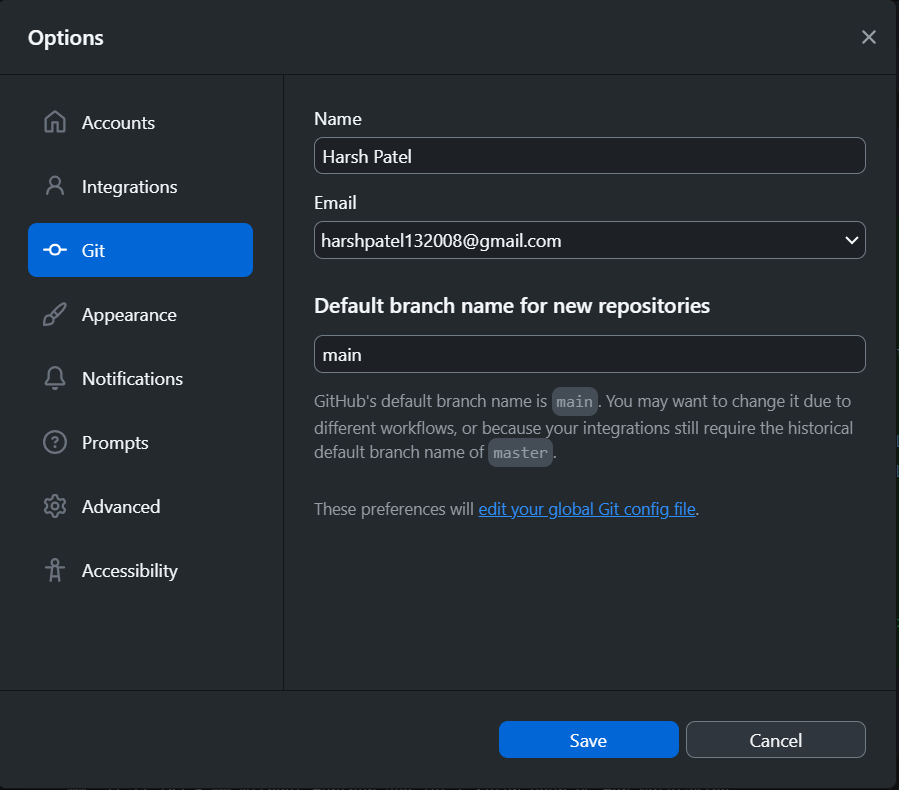 Options
Accounts
Integrations
Git
Appearance
Notifications
Prompts
Advanced
Accessibility
Name
Harsh Patel
Email
harshpatel132008@gmail.com
Default branch name for new repositories
main
GitHub's default branch name is main. You may want to change it due to
different workflows, or because your integrations still require the historical
default branch name of master.
These preferences will edit your global Git config file.
Save
Cancel